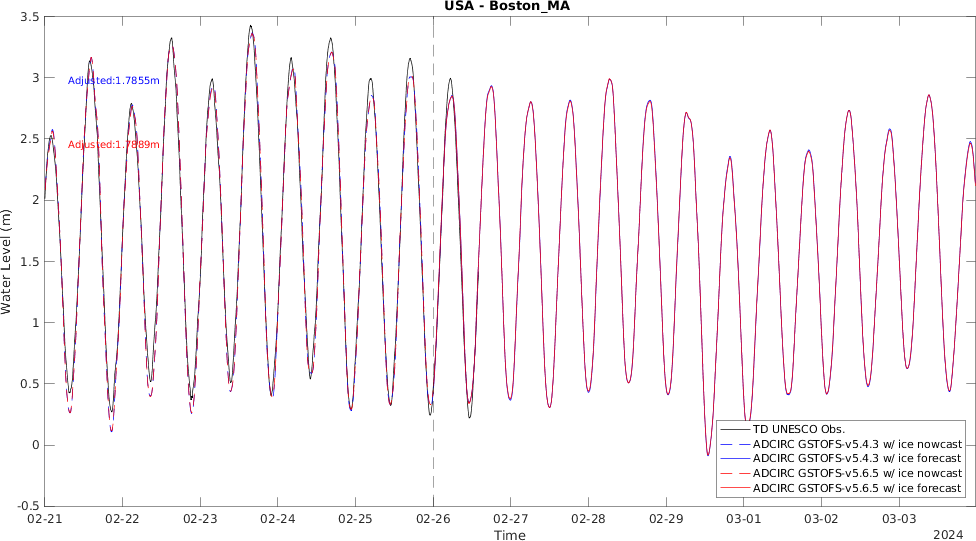 USA - Boston_MA
3.5
3
2.5
2
1.5
1
0.5
0
-0.5
Water Level (m)
Adjusted:1.7855m
Adjusted:1.7889m
TD UNESCO Obs.
ADCIRC GSTOFS-v5.4.3 w/ ice nowcast
ADCIRC GSTOFS-v5.4.3 w/ ice forecast
ADCIRC GSTOFS-v5.6.5 w/ ice nowcast
ADCIRC GSTOFS-v5.6.5 w/ ice forecast
02-21 02-22 02-23 02-24 02-25 02-26 02-27 02-28 02-29 03-01 03-02 03-03
Time
2024